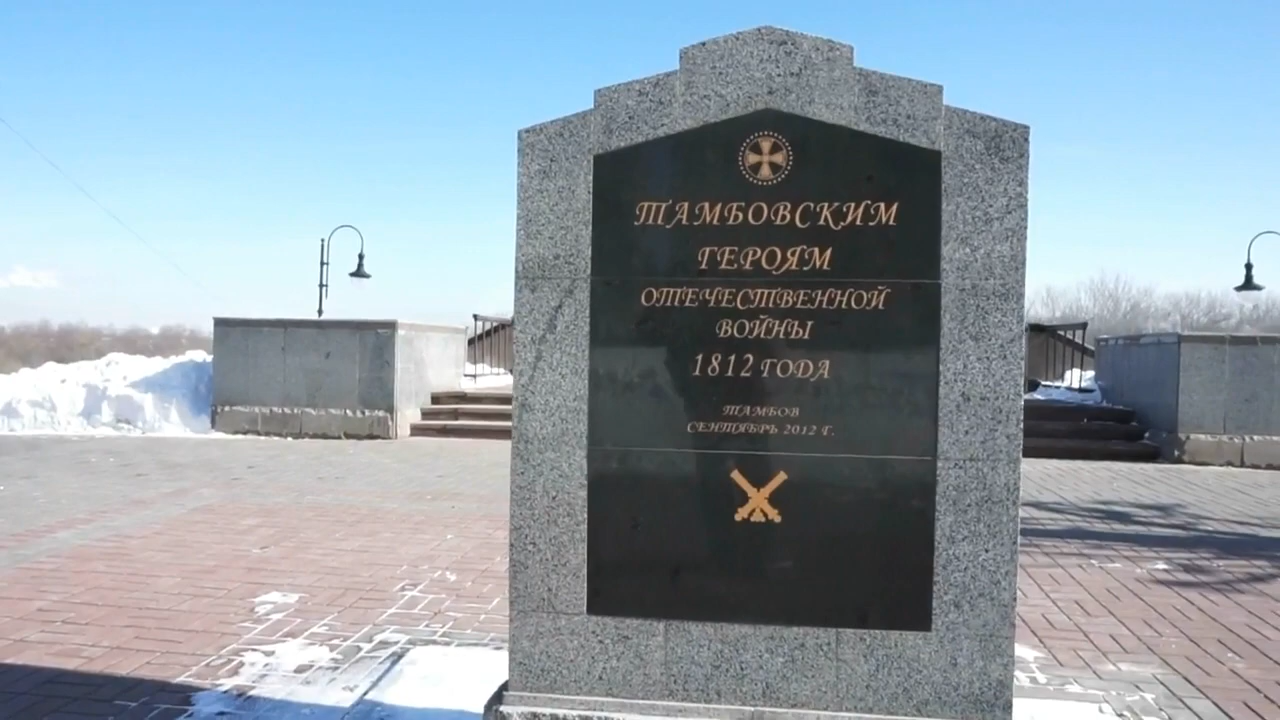 ТАМБОВСКИМ
ГЕРОЯМ
ОТЕЧЕСТВЕННОЙ
ВОЙНЫ
1812 ГОДА
ТАМБОВ
СЕНТЯБРЬ 2012 Г.